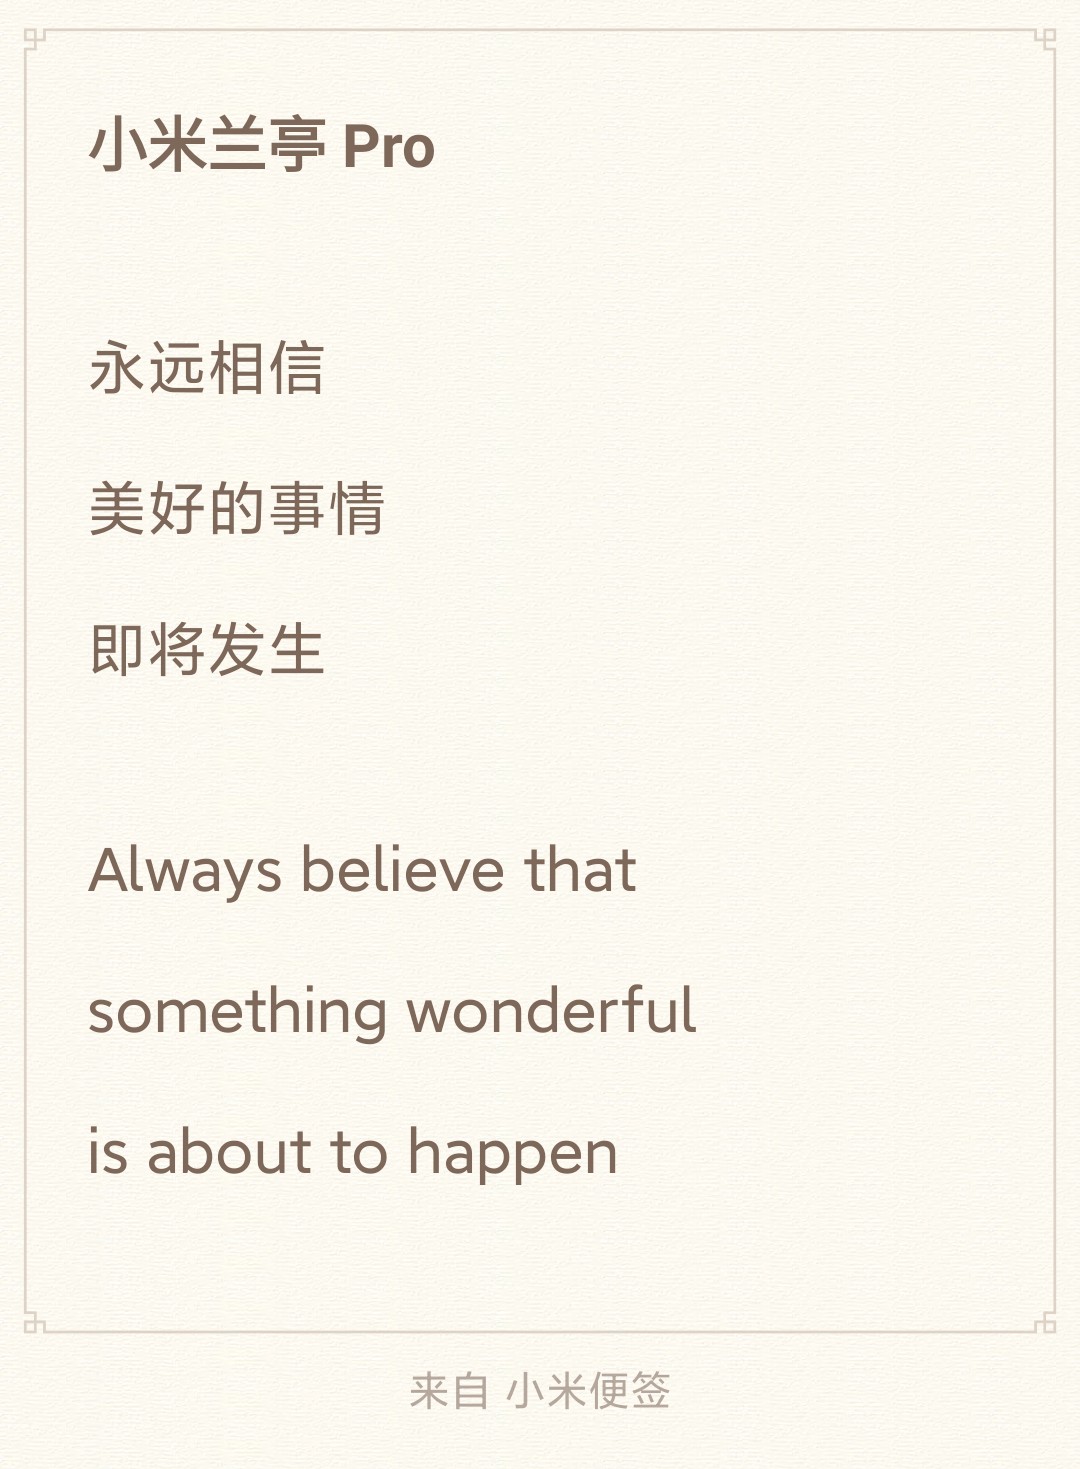 小米兰亭 Pro
永远相信
美好的事情
即将发生
Always believe that
something wonderful
is about to happen
来自 小米便签